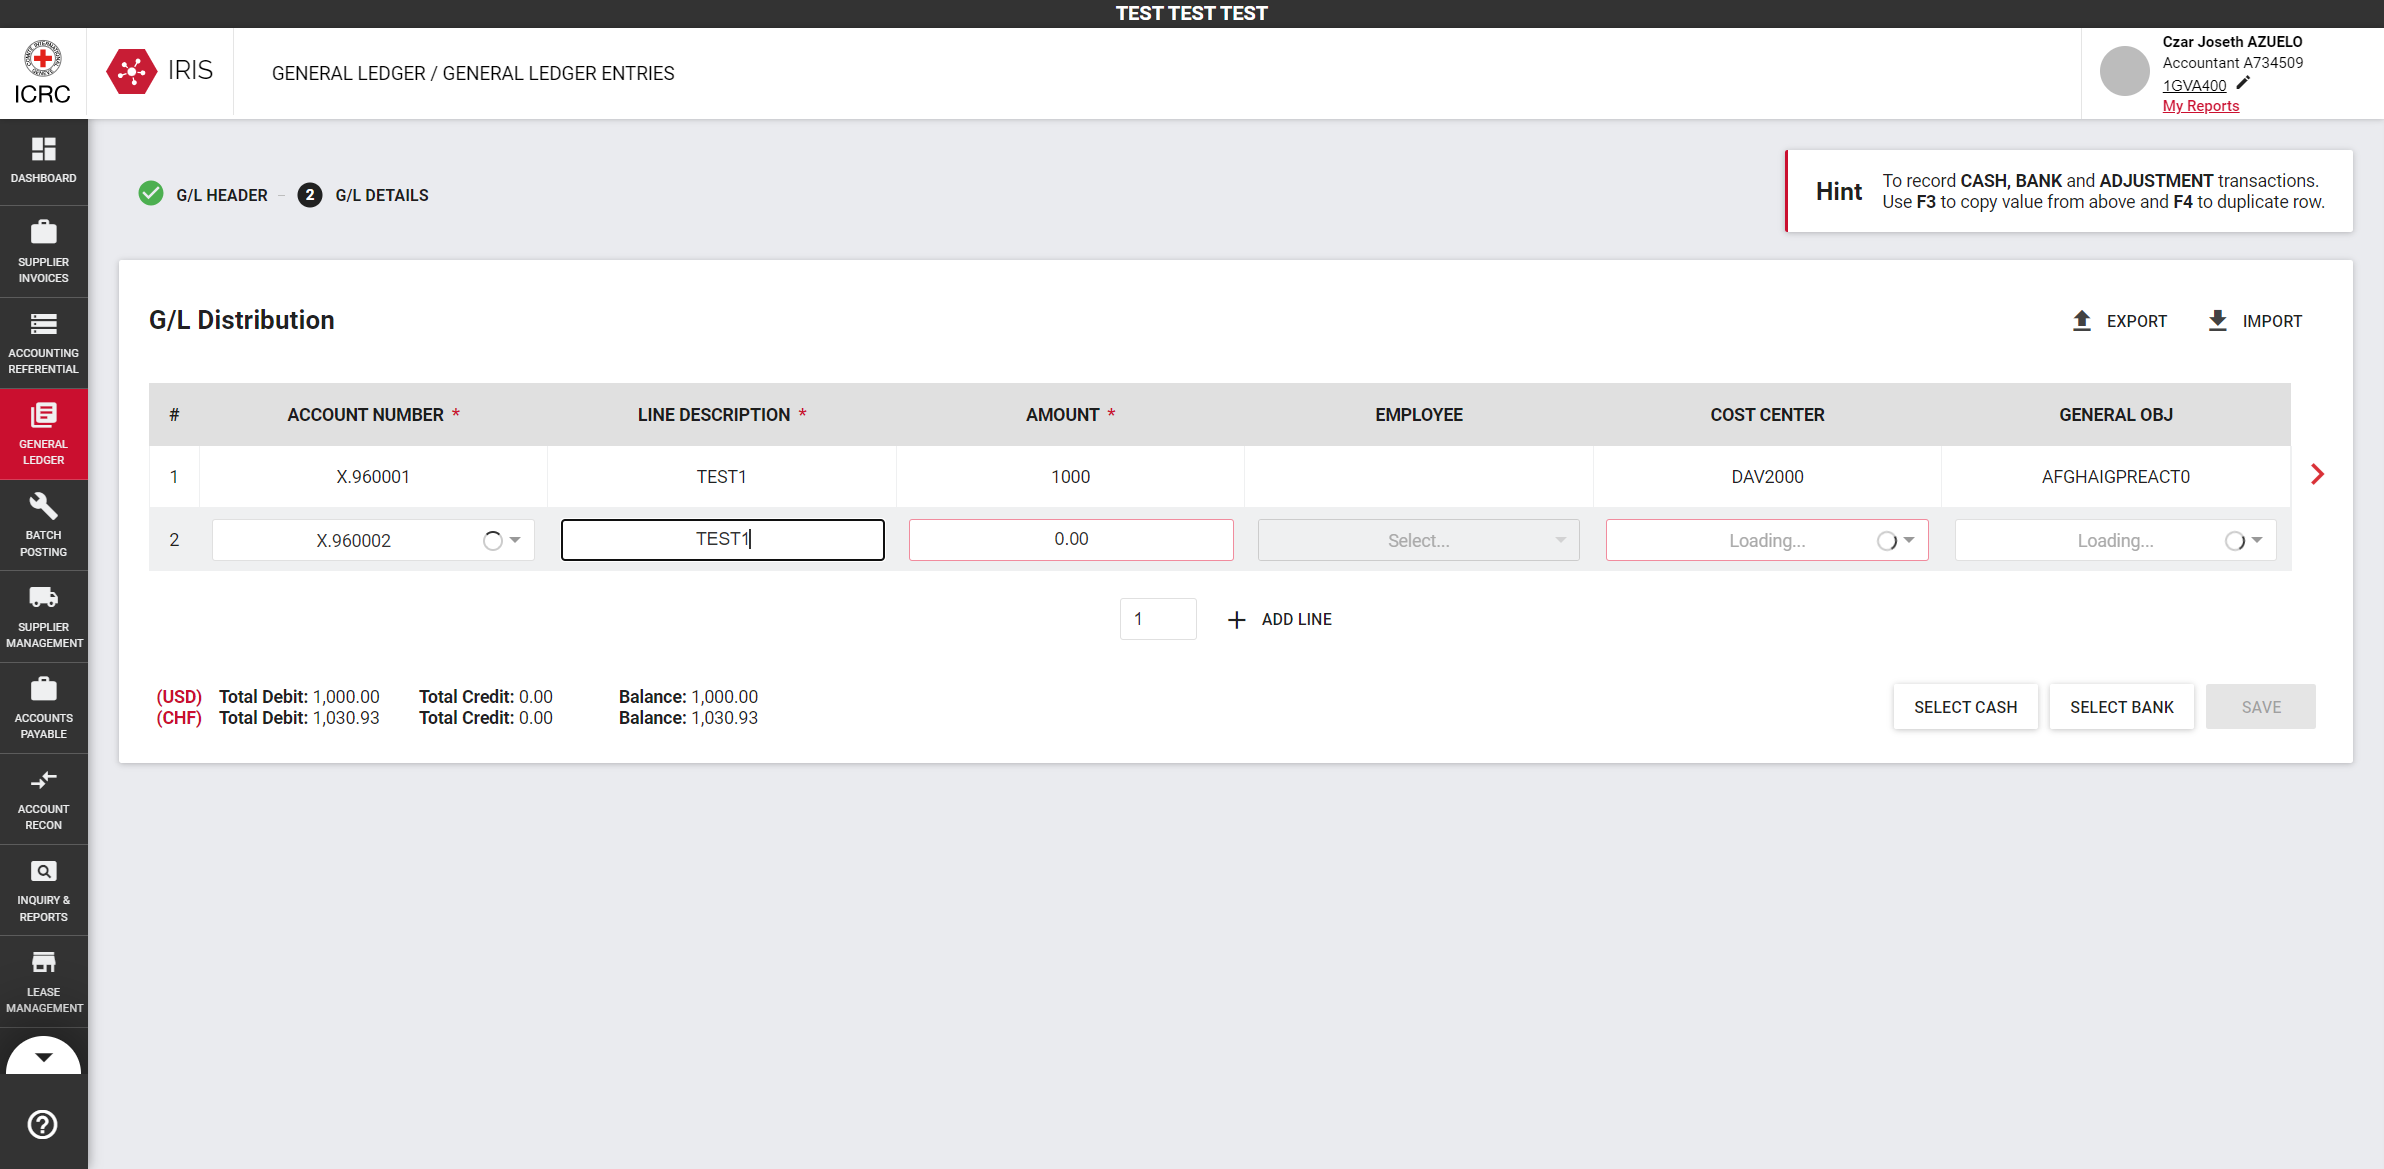 TEST TEST TEST
ICRC
IRIS
GENERAL LEDGER / GENERAL LEDGER ENTRIES
Czar Joseth AZUELO
Accountant A734509
1GVA400
My Reports
DASHBOARD
SUPPLIER
INVOICES
ACCOUNTING
REFERENTIAL
GENERAL
LEDGER
BATCH
POSTING
SUPPLIER
MANAGEMENT
ACCOUNTS
PAYABLE
ACCOUNT
RECON
INQUIRY &
REPORTS
LEASE
MANAGEMENT
G/L HEADER – 2 G/L DETAILS
Hint
To record CASH, BANK and ADJUSTMENT transactions.
Use F3 to copy value from above and F4 to duplicate row.
G/L Distribution
EXPORT IMPORT
# ACCOUNT NUMBER * LINE DESCRIPTION * AMOUNT * EMPLOYEE COST CENTER GENERAL OBJ
1 X.960001 TEST1 1000 DAV2000 AFGHAIGPREACT0
2 X.960002 TEST1 0.00 Select... Loading... Loading...
1 + ADD LINE
(USD) Total Debit: 1,000.00 Total Credit: 0.00 Balance: 1,000.00
(CHF) Total Debit: 1,030.93 Total Credit: 0.00 Balance: 1,030.93
SELECT CASH SELECT BANK SAVE